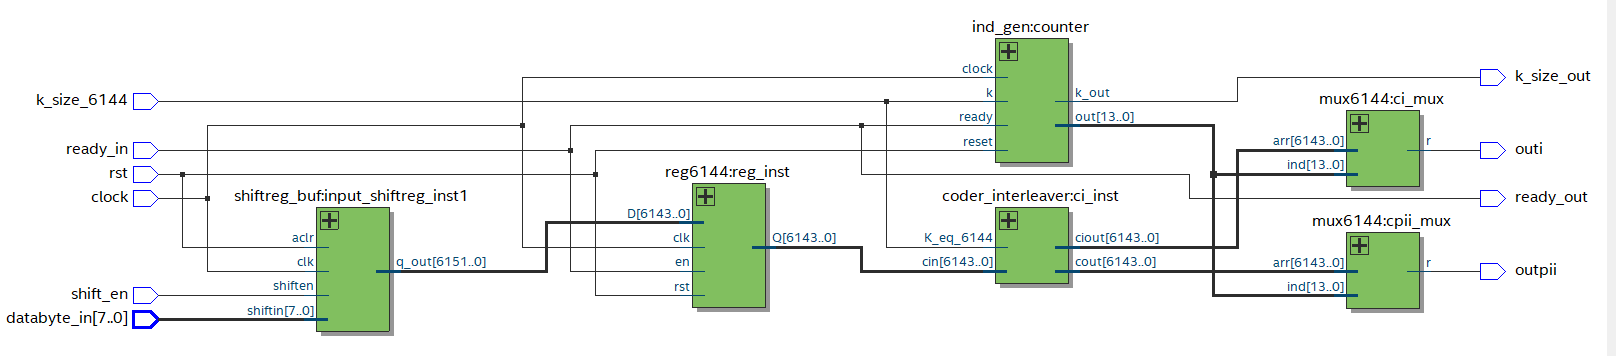 ind_gen:counter
clock
k
ready
reset
k_out
out[13..0]
k_size_6144
ready_in
rst
clock
shift_en
databyte_in[7..0]
shiftreg_buf:input_shiftreg_inst1
aclr
clk
shiften
shiftin[7..0]
q_out[6151..0]
reg6144:reg_inst
D[6143..0]
clk
en
rst
Q[6143..0]
coder_interleaver:ci_inst
K_eq_6144
cin[6143..0]
ciout[6143..0]
cout[6143..0]
mux6144:ci_mux
arr[6143..0]
ind[13..0]
r
mux6144:cpii_mux
arr[6143..0]
ind[13..0]
r
k_size_out
outi
ready_out
outpii